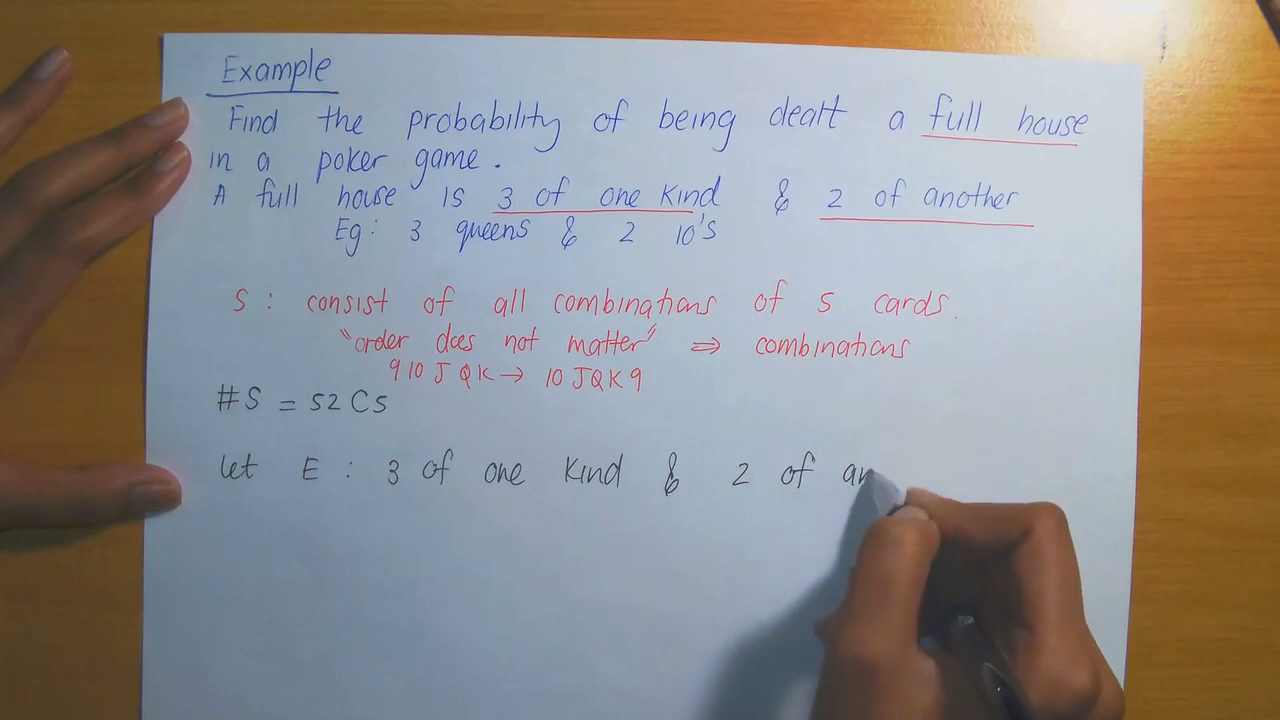 Example
Find the probability of being dealt a full house
in a poker game.
A full house is 3 of one kind & 2 of another
Eg: 3 queens & 2 10's
S: consist of all combinations of 5 cards.
"order does not matter" ⇒ combinations
9 10 J Q K → 10 J Q K 9
#S = 52C5
let E: 3 of one kind & 2 of an